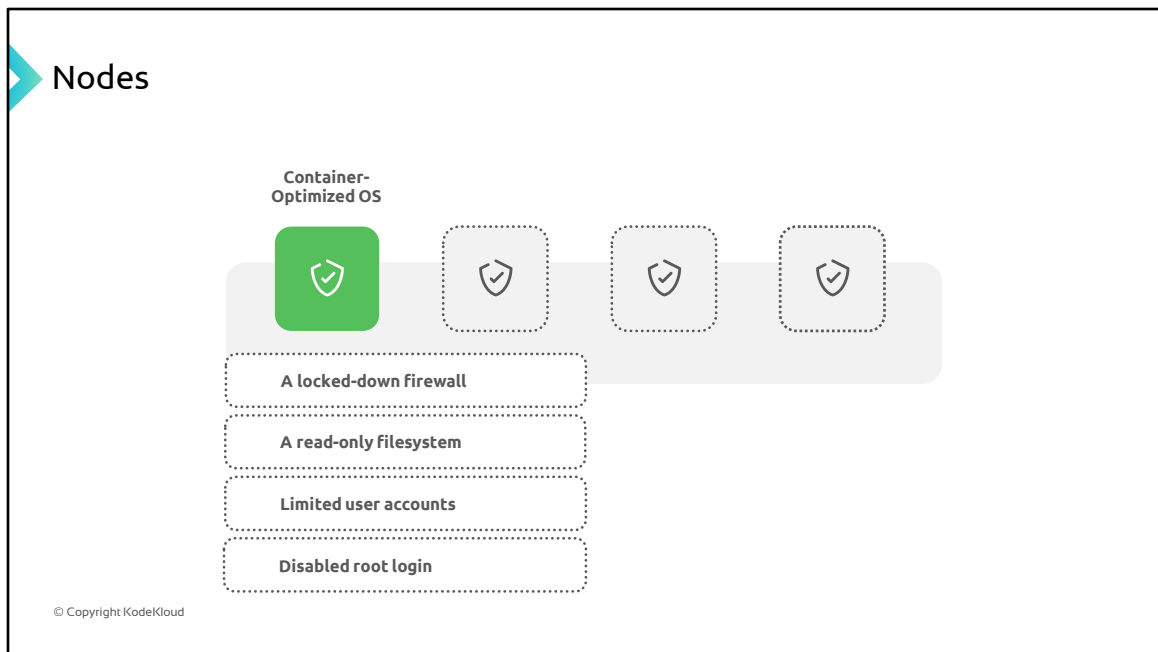 Nodes
Container-
Optimized OS
A locked-down firewall
A read-only filesystem
Limited user accounts
Disabled root login
© Copyright KodeKloud